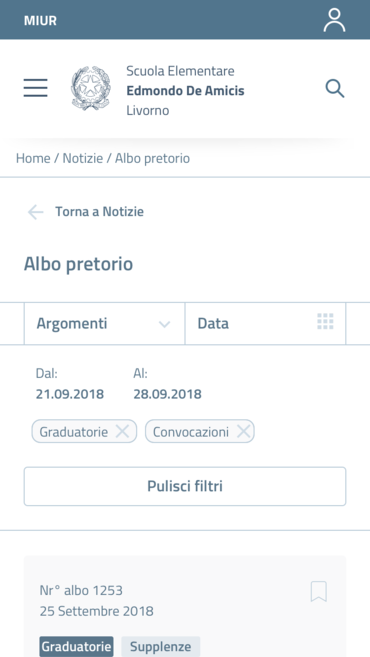 MIUR
Scuola Elementare
Edmondo De Amicis
Livorno
Home / Notizie / Albo pretorio
Torna a Notizie
Albo pretorio
Argomenti
Data
Dal:
Al:
21.09.2018
28.09.2018
Graduatorie
Convocazioni
Pulisci filtri
Nr° albo 1253
25 Settembre 2018
Graduatorie
Supplenze